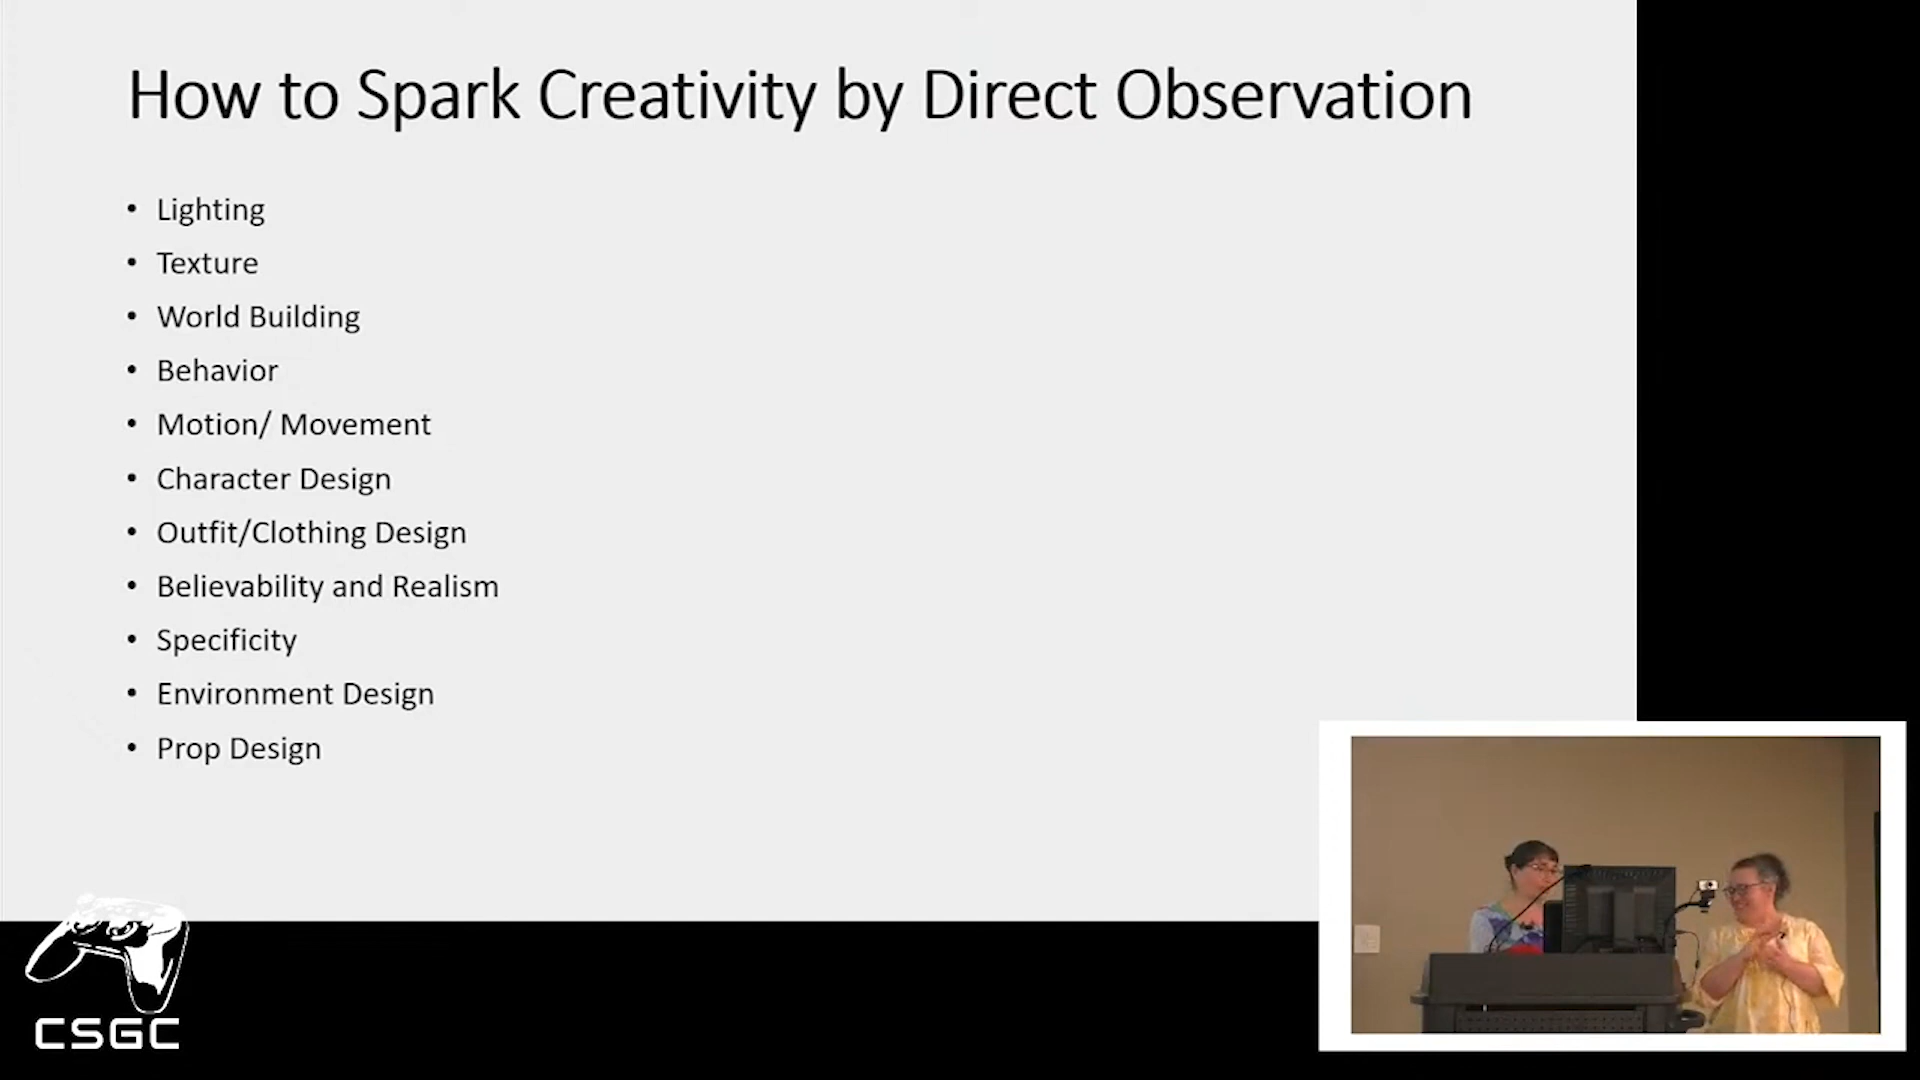 How to Spark Creativity by Direct Observation
• Lighting
• Texture
• World Building
• Behavior
• Motion/ Movement
• Character Design
• Outfit/Clothing Design
• Believability and Realism
• Specificity
• Environment Design
• Prop Design
CSGC